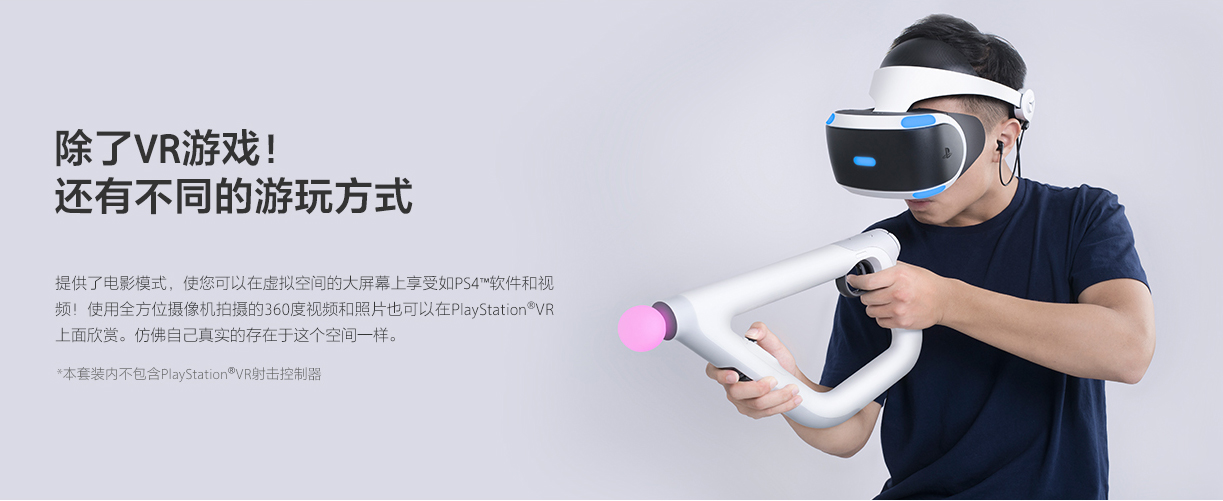 除了VR游戏！
还有不同的游玩方式
提供了电影模式，使您可以在虚拟空间的大屏幕上享受如PS4™软件和视
频！使用全方位摄像机拍摄的360度视频和照片也可以在PlayStation®VR
上面欣赏。仿佛自己真实的存在于这个空间一样。
*本套装内不包含PlayStation®VR射击控制器